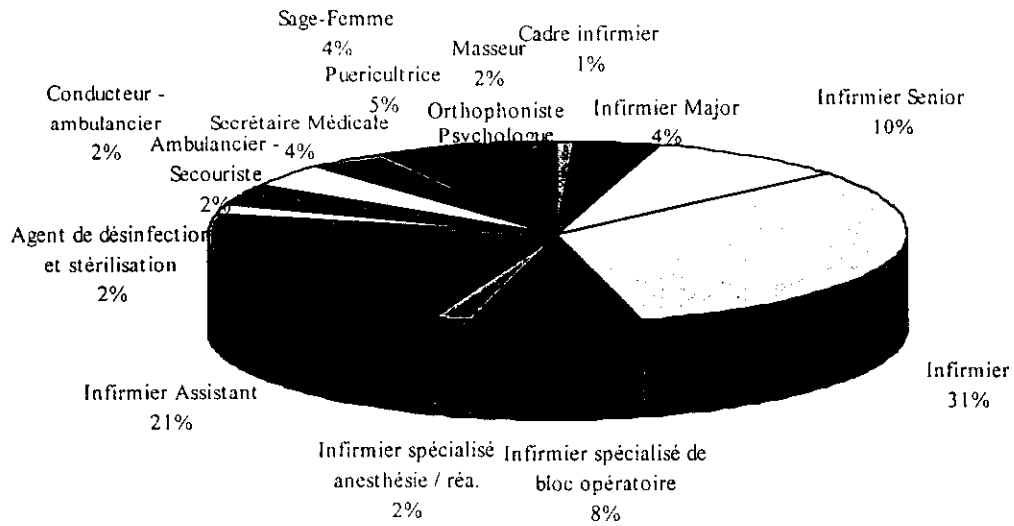 Sage-Femme
4%
Masseur
2%
Cadre infirmier
1%
Puericultrice
5%
Orthophoniste
Psychologue
Infirmier Major
4%
Infirmier Senior
10%
Conducteur -
ambulancier
2%
Secrétaire Médicale
4%
Ambulancier -
Secouriste
2%
Agent de désinfection
et stérilisation
2%
Infirmier Assistant
21%
Infirmier spécialisé
anesthésie / réa.
2%
Infirmier spécialisé de
bloc opératoire
8%
Infirmier
31%